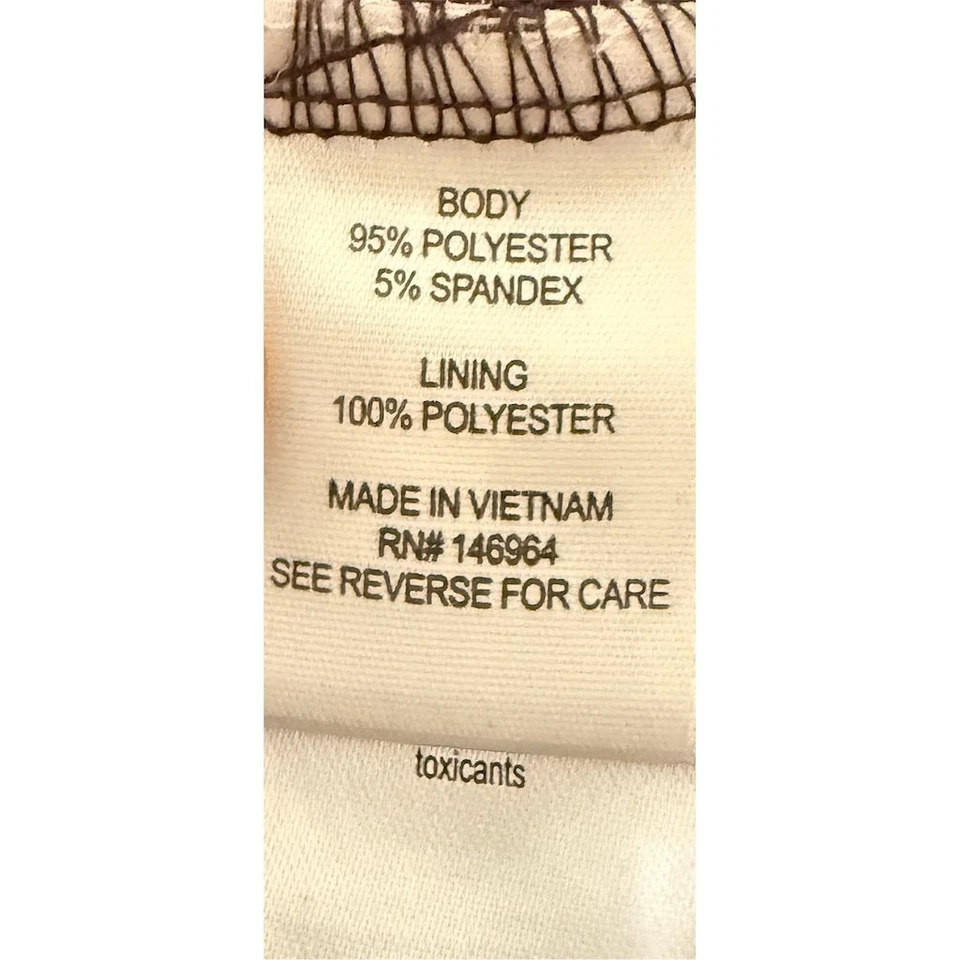 BODY
95% POLYESTER
5% SPANDEX
LINING
100% POLYESTER
MADE IN VIETNAM
RN# 146964
SEE REVERSE FOR CARE
toxicants